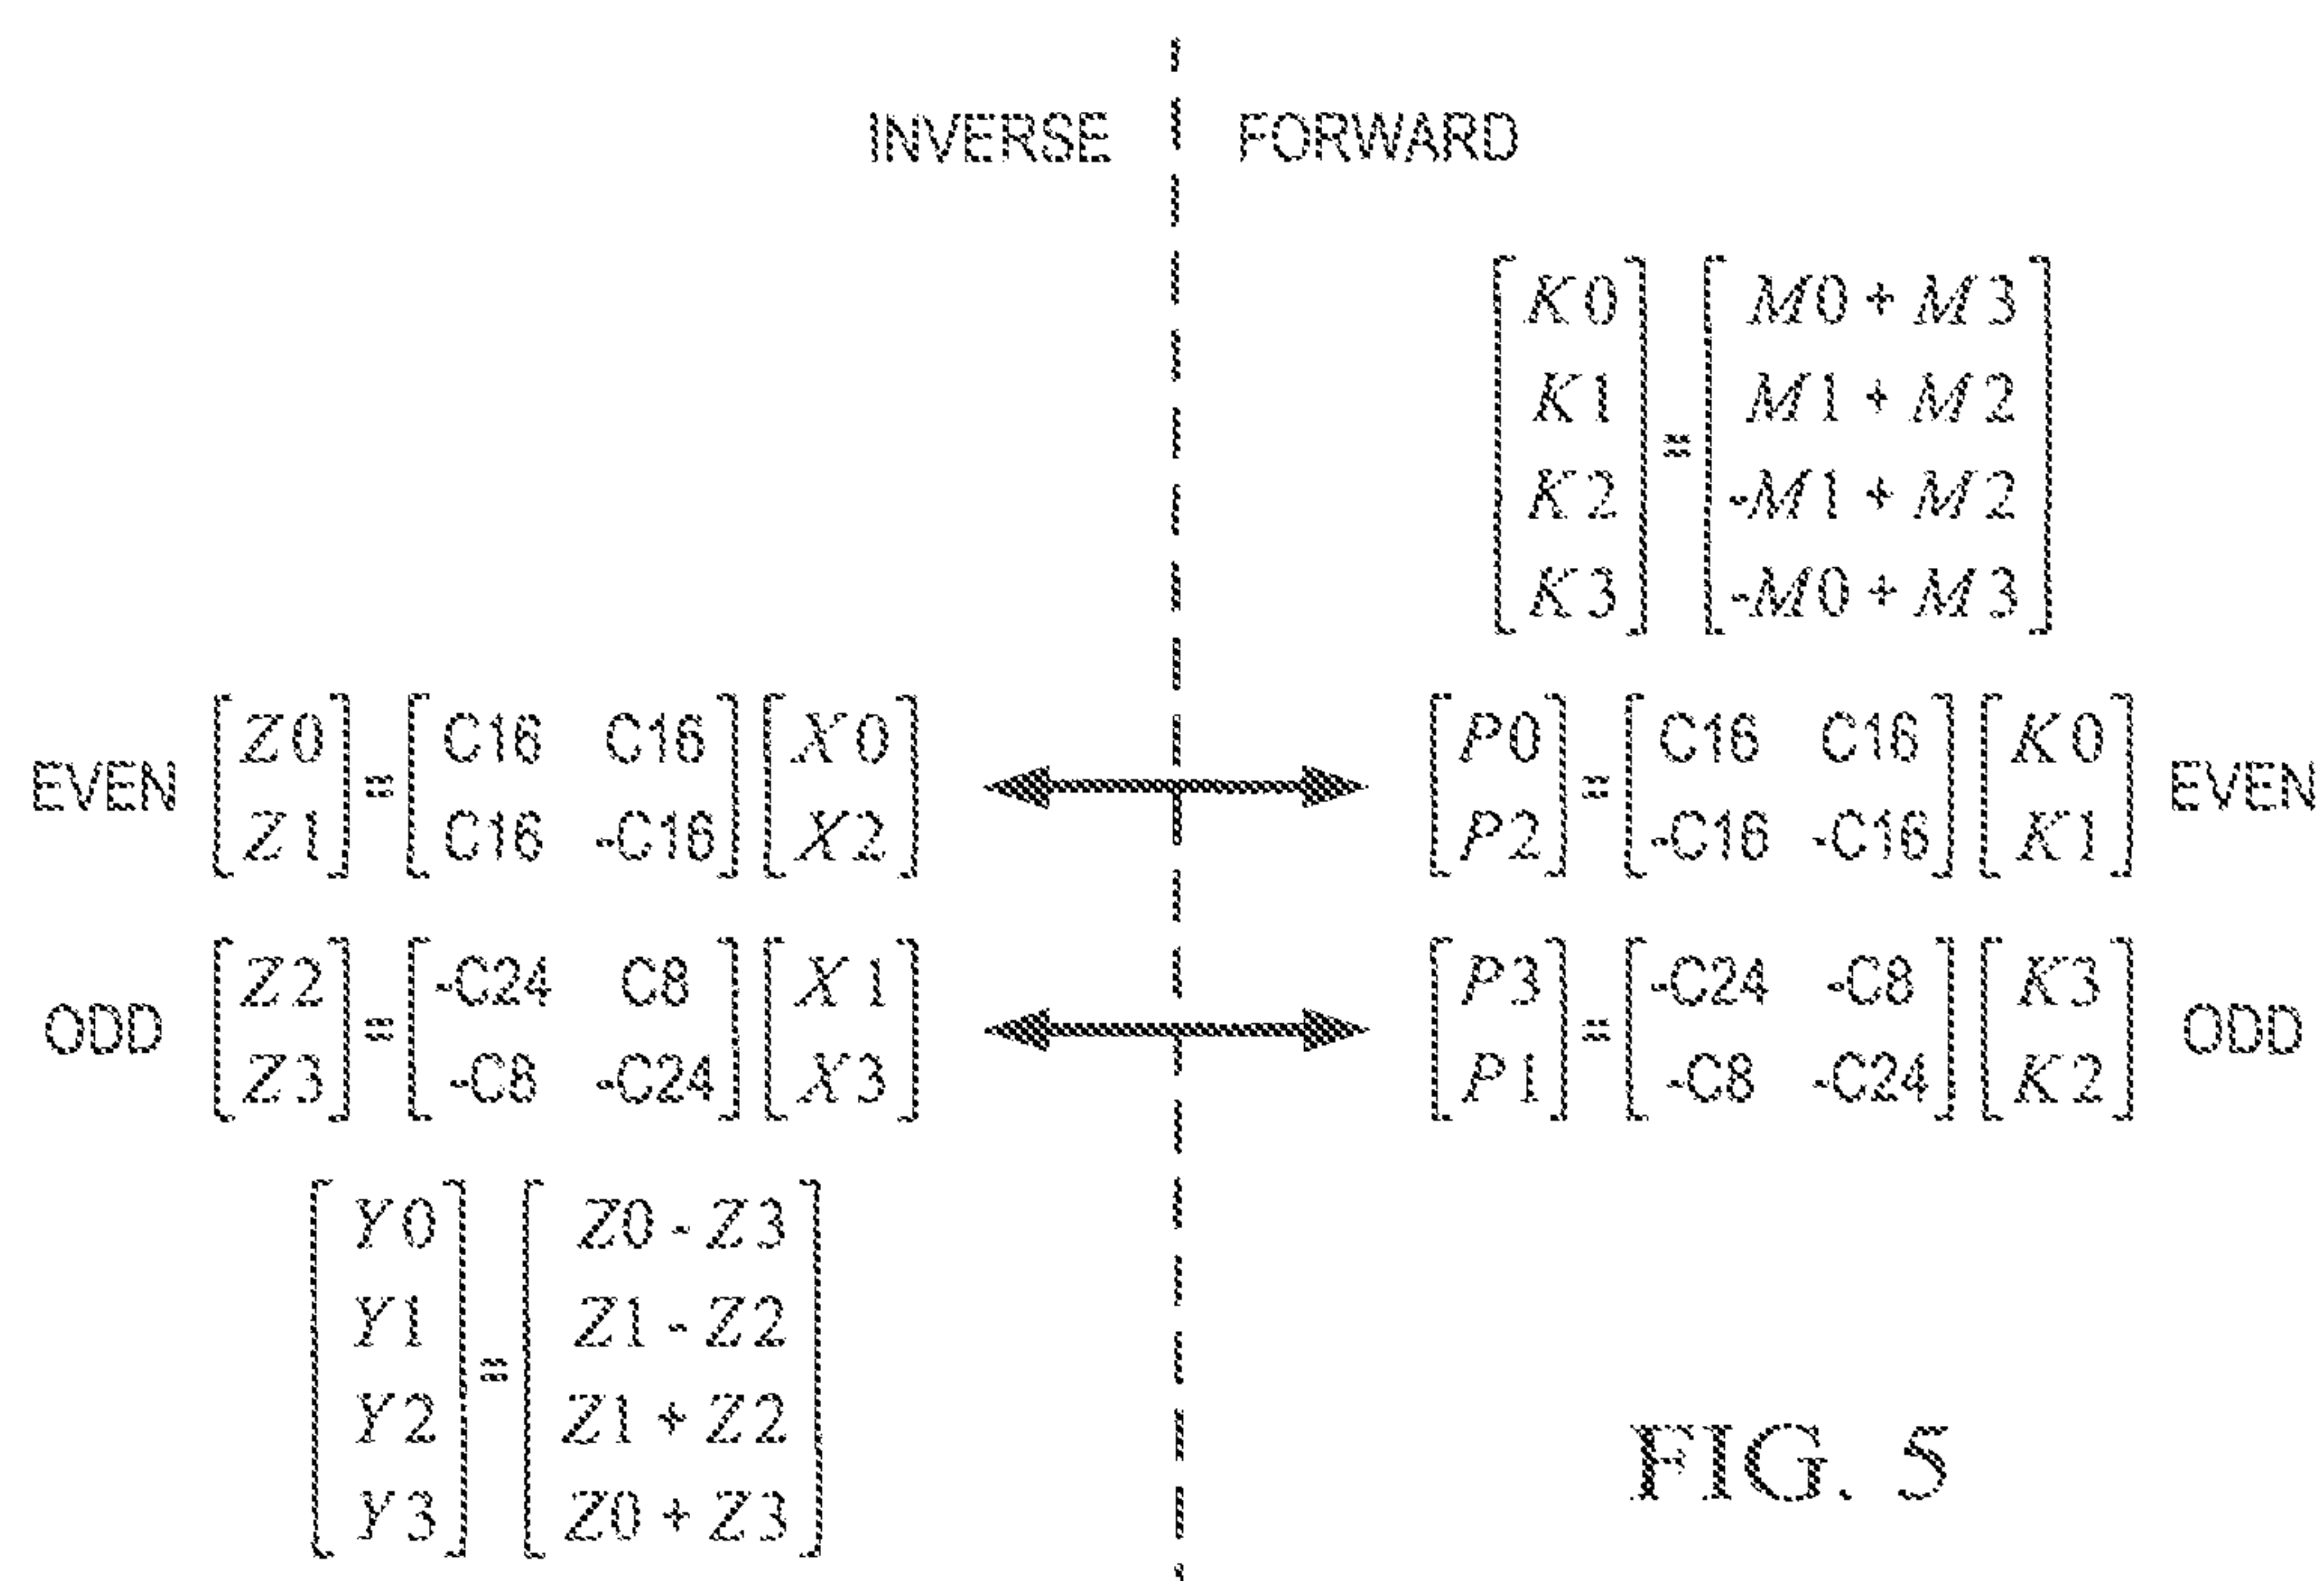 INVERSE FORWARD
[K0 K1 K2 K3] = [M0 + M3 M1 + M2 -M1 + M2 -M0 + M3]
EVEN [Z0 Z1] = [C16 C16 C16 -C16] [X0 X2]
[P0 P2] = [C16 C16 -C16 -C16] [K0 K1] EVEN
ODD [Z2 Z3] = [-C24 C8 -C8 -C24] [X1 X3]
[P3 P1] = [-C24 -C8 -C8 -C24] [K3 K2] ODD
[Y0 Y1 Y2 Y3] = [Z0 - Z3 Z1 - Z2 Z1 + Z2 Z0 + Z3]
FIG. 5